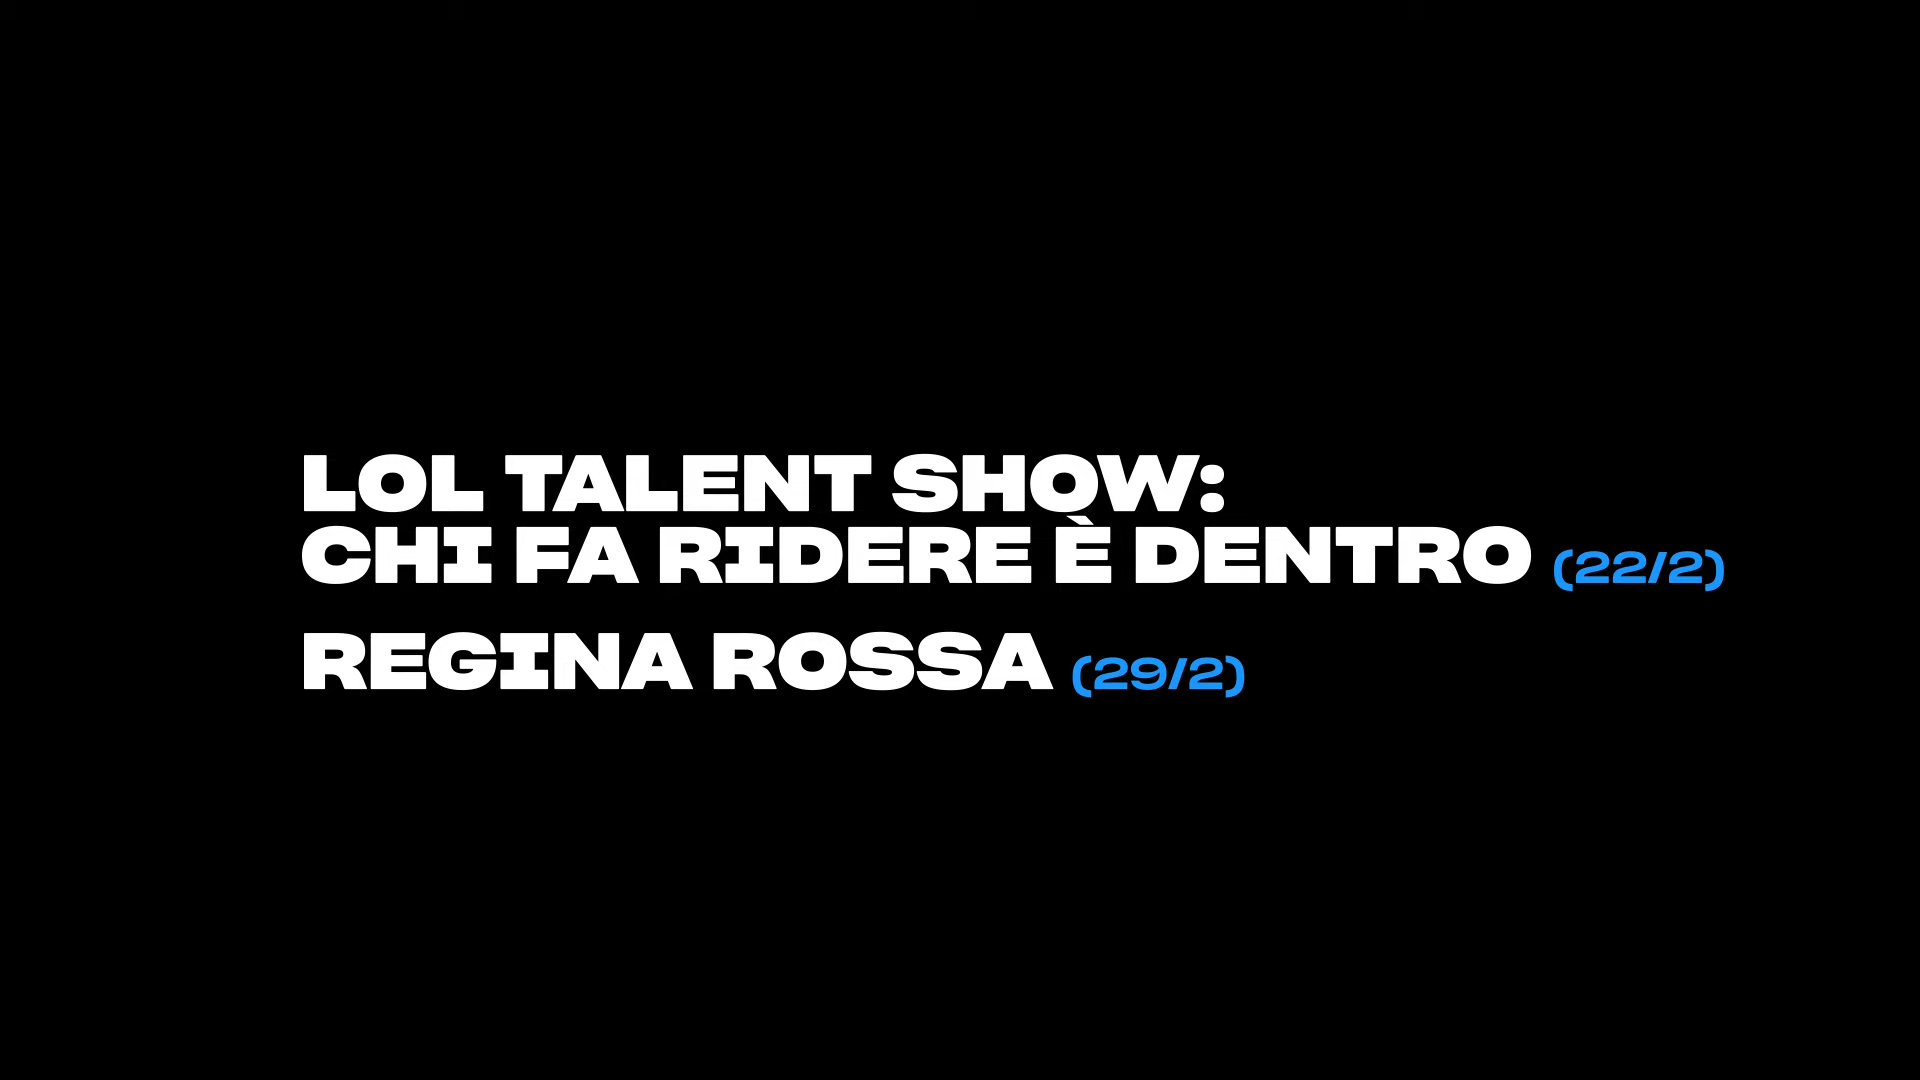 LOL TALENT SHOW:
CHI FA RIDERE È DENTRO (22/2)
REGINA ROSSA (29/2)